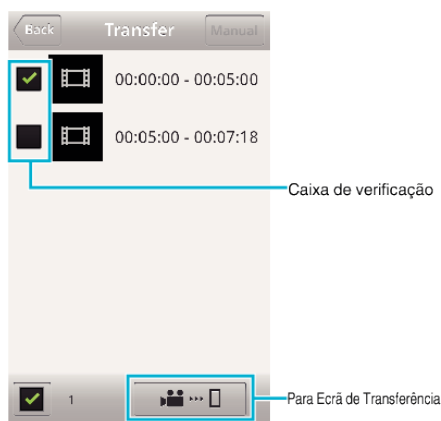 Back Transfer Manual
00:00:00 - 00:05:00
00:05:00 - 00:07:18
Caixa de verificação
1
Para Ecrã de Transferência